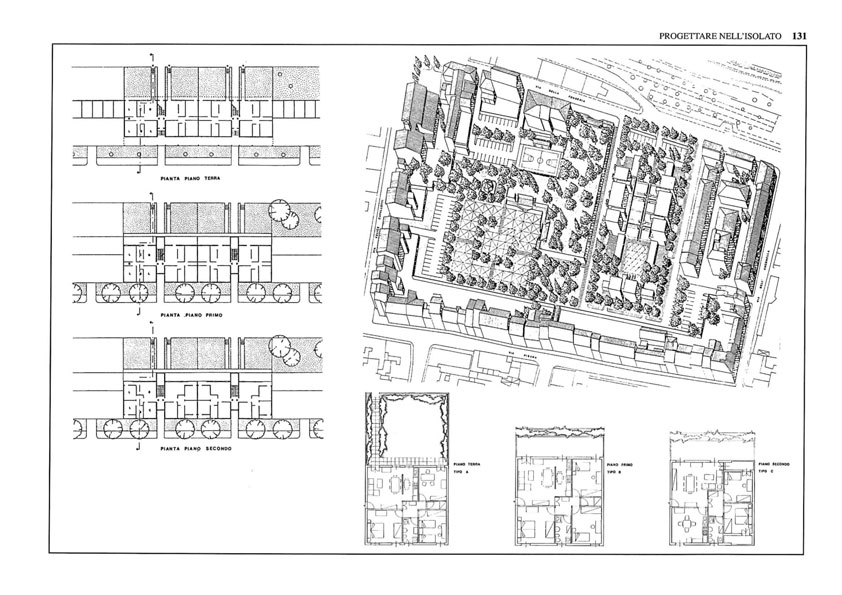 PROGETTARE NELL'ISOLATO 131
PIANTA PIANO TERRA
PIANTA PIANO PRIMO
PIANTA PIANO SECONDO
PIANO TERRA
TIPO A
PIANO PRIMO
TIPO B
PIANO SECONDO
TIPO C